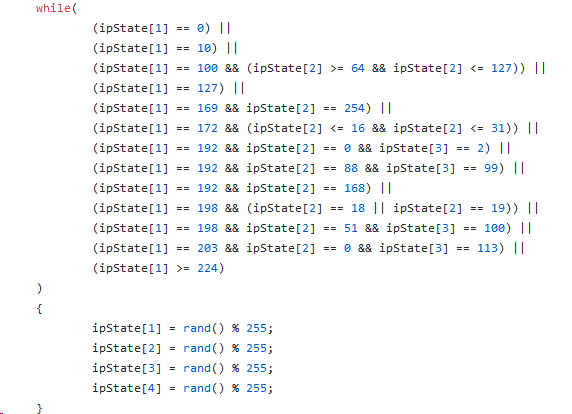 while(
(ipState[1] == 0) ||
(ipState[1] == 10) ||
(ipState[1] == 100 && (ipState[2] >= 64 && ipState[2] <= 127)) ||
(ipState[1] == 127) ||
(ipState[1] == 169 && ipState[2] == 254) ||
(ipState[1] == 172 && (ipState[2] <= 16 && ipState[2] <= 31)) ||
(ipState[1] == 192 && ipState[2] == 0 && ipState[3] == 2) ||
(ipState[1] == 192 && ipState[2] == 88 && ipState[3] == 99) ||
(ipState[1] == 192 && ipState[2] == 168) ||
(ipState[1] == 198 && (ipState[2] == 18 || ipState[2] == 19)) ||
(ipState[1] == 198 && ipState[2] == 51 && ipState[3] == 100) ||
(ipState[1] == 203 && ipState[2] == 0 && ipState[3] == 113) ||
(ipState[1] >= 224)
)
{
ipState[1] = rand() % 255;
ipState[2] = rand() % 255;
ipState[3] = rand() % 255;
ipState[4] = rand() % 255;
}